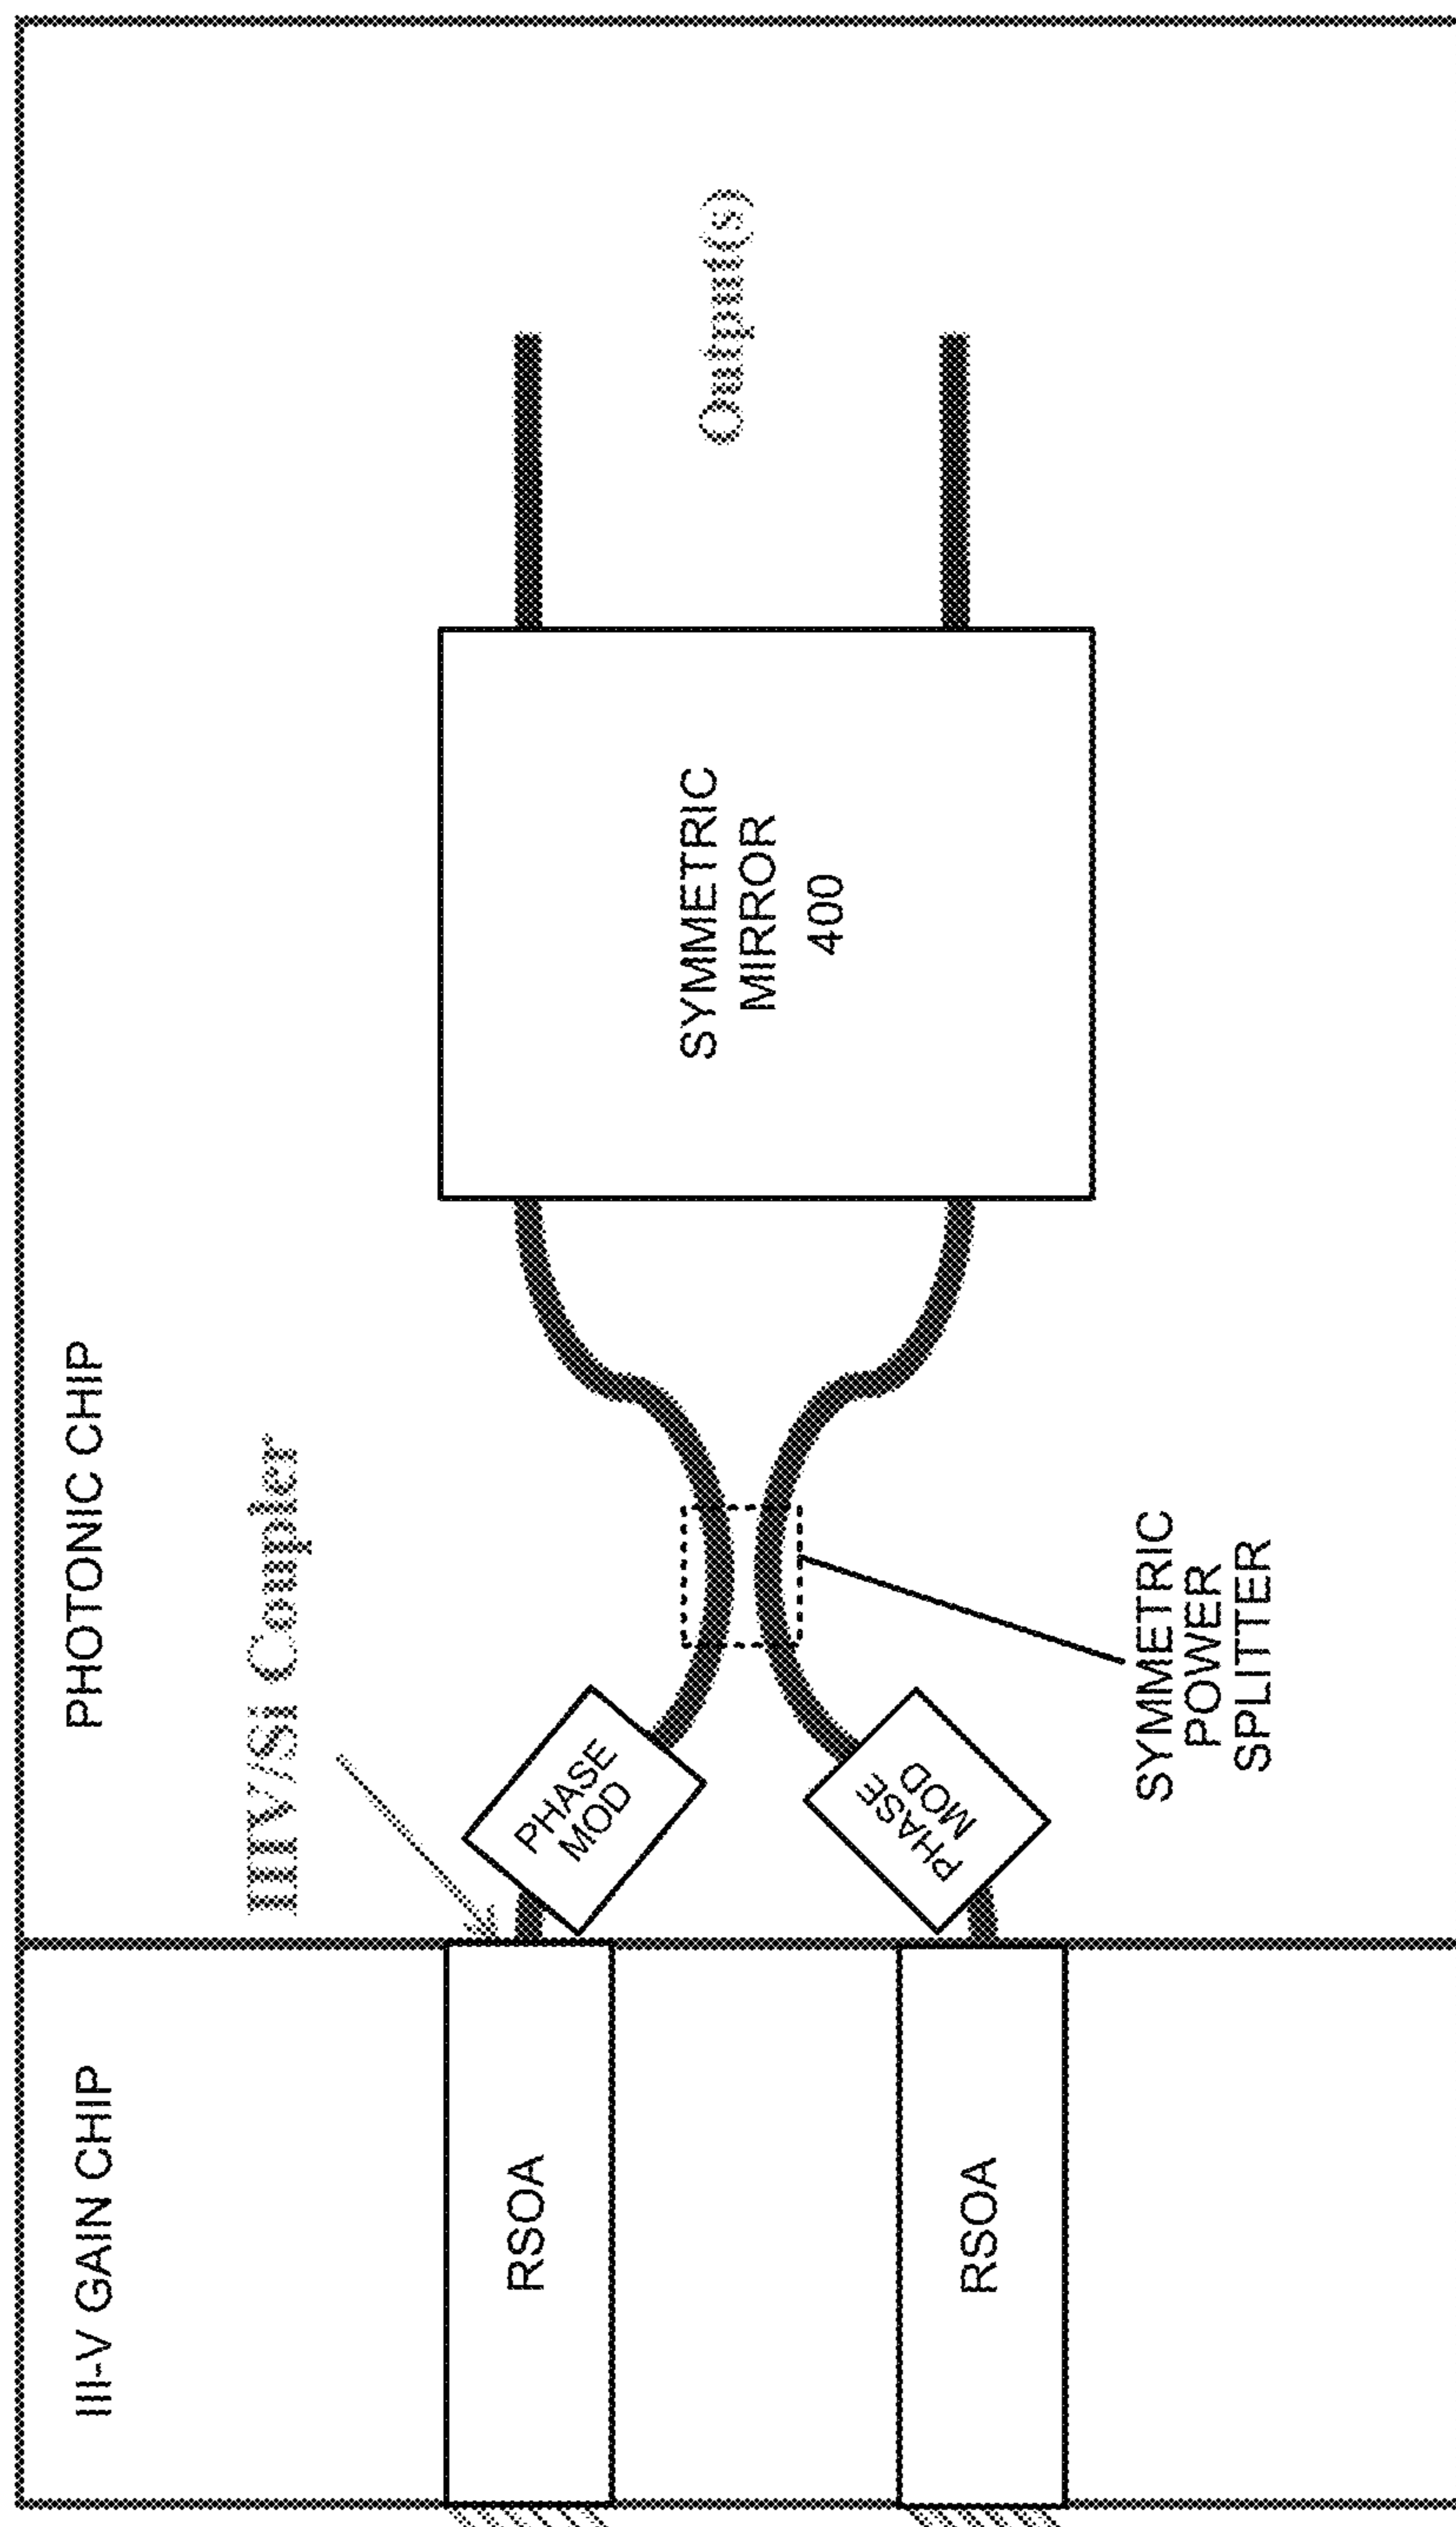 III-V GAIN CHIP
PHOTONIC CHIP
IIIV/Si Coupler
RSOA
RSOA
PHASE
MOD
PHASE
MOD
SYMMETRIC
POWER
SPLITTER
SYMMETRIC
MIRROR
400
Output(s)